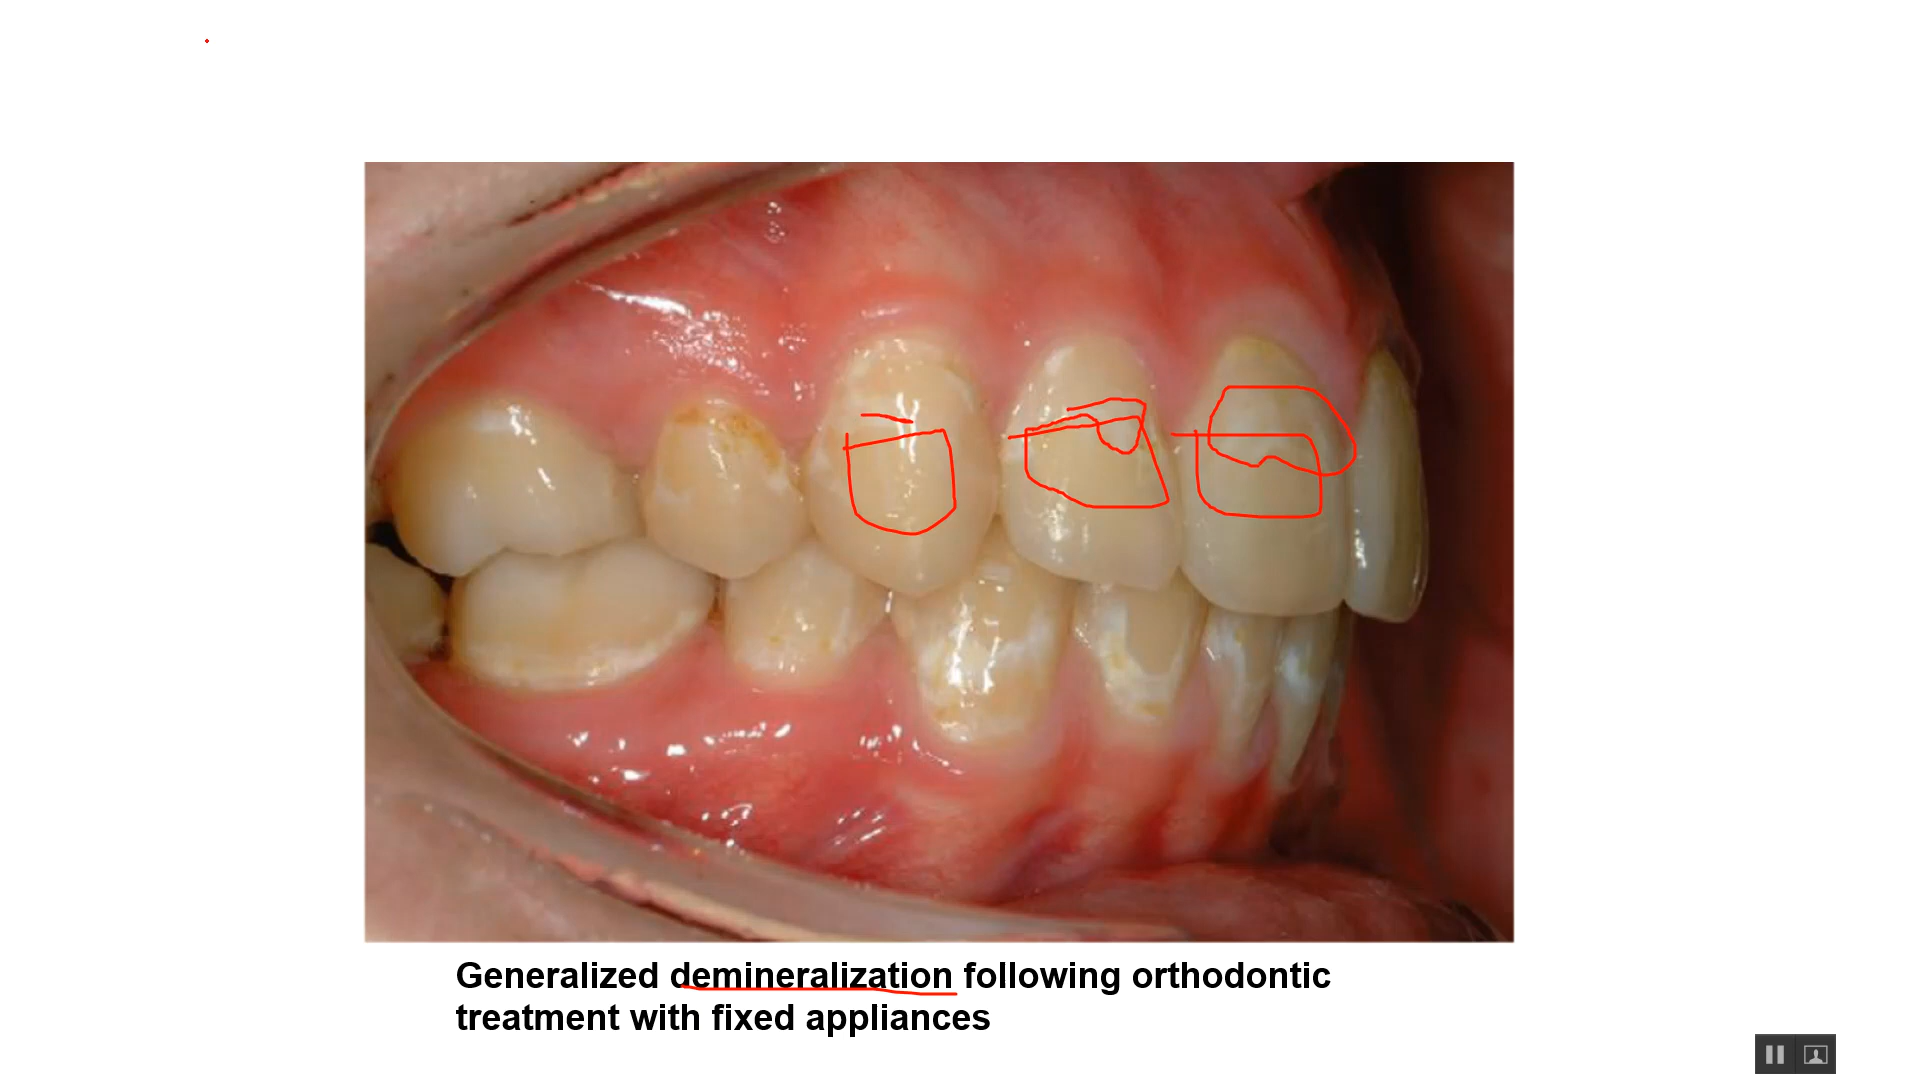 Generalized demineralization following orthodontic
treatment with fixed appliances